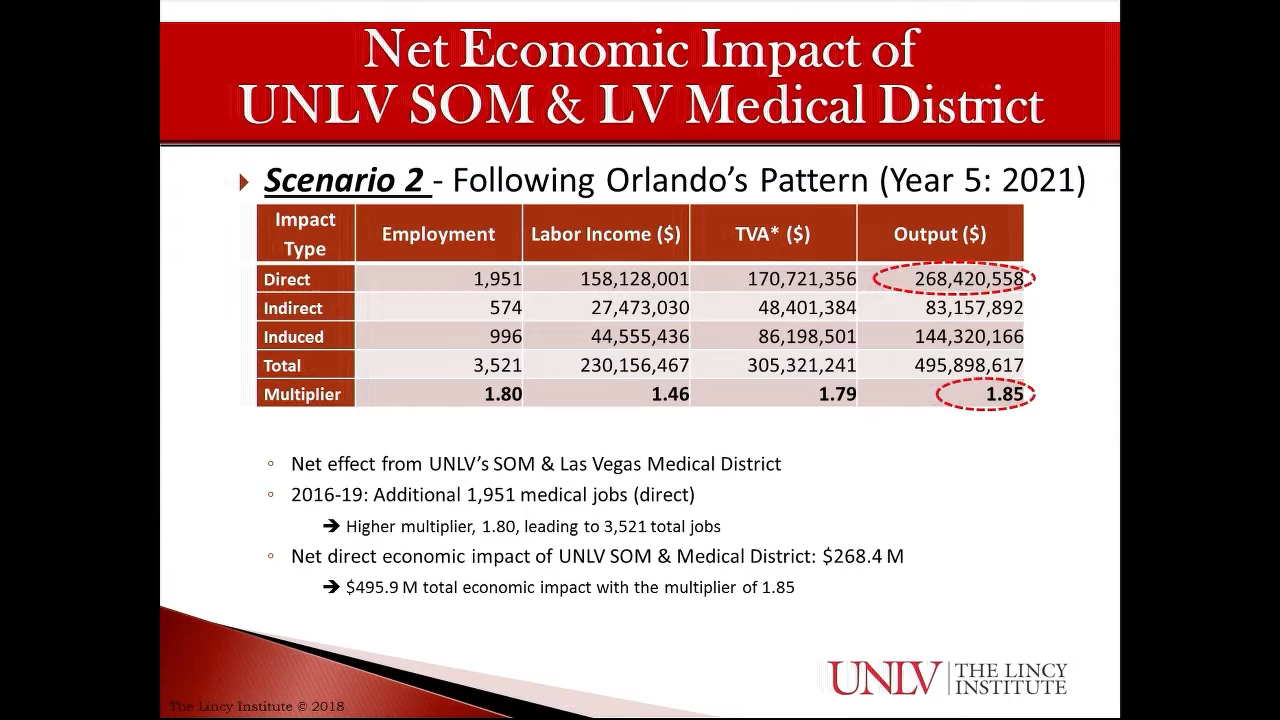 Net Economic Impact of
UNLV SOM & LV Medical District
Scenario 2 - Following Orlando's Pattern (Year 5: 2021)
Impact Type Employment Labor Income ($) TVA* ($) Output ($)
Direct 1,951 158,128,001 170,721,356 268,420,558
Indirect 574 27,473,030 48,401,384 83,157,892
Induced 996 44,555,436 86,198,501 144,320,166
Total 3,521 230,156,467 305,321,241 495,898,617
Multiplier 1.80 1.46 1.79 1.85
Net effect from UNLV's SOM & Las Vegas Medical District
2016-19: Additional 1,951 medical jobs (direct)
➔ Higher multiplier, 1.80, leading to 3,521 total jobs
Net direct economic impact of UNLV SOM & Medical District: $268.4 M
➔ $495.9 M total economic impact with the multiplier of 1.85
UNLV THE LINCY
INSTITUTE
The Lincy Institute © 2018